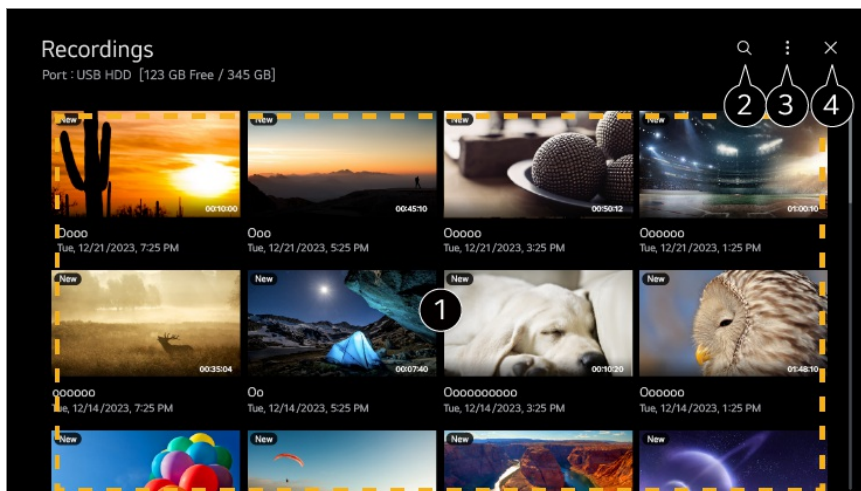 Recordings
Port : USB HDD [123 GB Free / 345 GB]
2 3 4
New New New New
00:10:00 00:45:10 00:50:12 01:00:10
Oooo Ooo Ooooo Oooooo
Tue, 12/21/2023, 7:25 PM Tue, 12/21/2023, 5:25 PM Tue, 12/21/2023, 3:25 PM Tue, 12/21/2023, 1:25 PM
New New New New
1
00:35:04 00:07:40 00:10:20 01:48:10
oooooo Oo Oooooooooo Oooooo
Tue, 12/14/2023, 7:25 PM Tue, 12/14/2023, 5:25 PM Tue, 12/14/2023, 3:25 PM Tue, 12/14/2023, 1:25 PM
New New New New